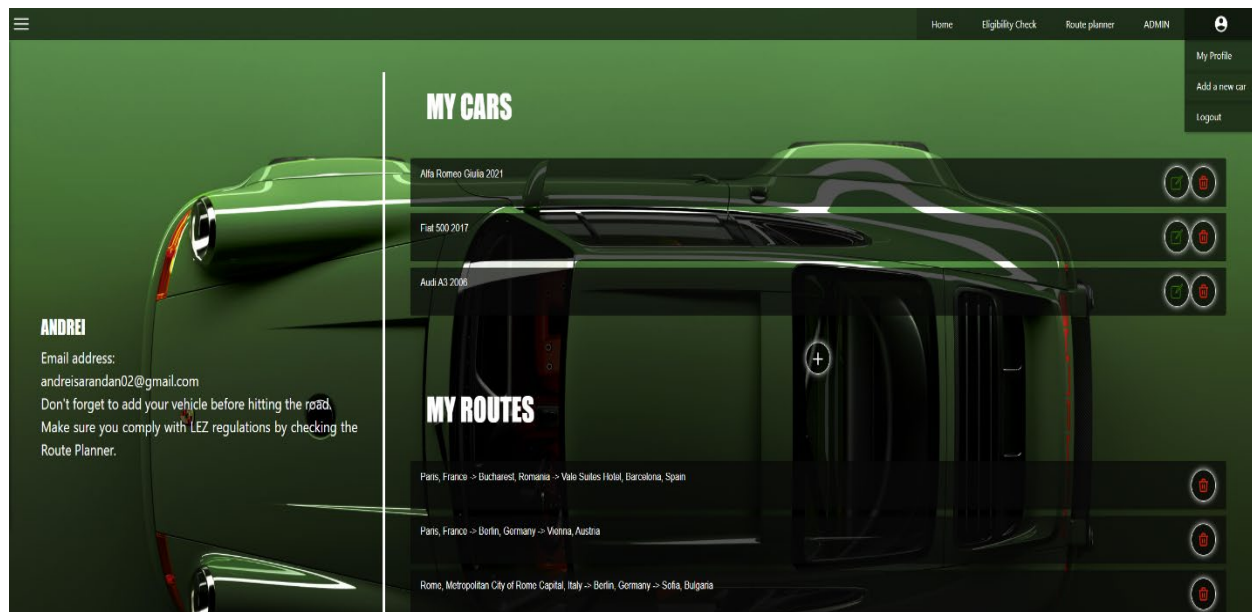 Home Eligibility Check Route planner ADMIN
My Profile
Add a new car
Logout
MY CARS
Alfa Romeo Giulia 2021
Fiat 500 2017
Audi A3 2006
ANDREI
Email address:
andreisarandan02@gmail.com
Don't forget to add your vehicle before hitting the road.
Make sure you comply with LEZ regulations by checking the
Route Planner.
MY ROUTES
Paris, France -> Bucharest, Romania -> Vale Suites Hotel, Barcelona, Spain
Paris, France -> Berlin, Germany -> Vienna, Austria
Rome, Metropolitan City of Rome Capital, Italy -> Berlin, Germany -> Sofia, Bulgaria